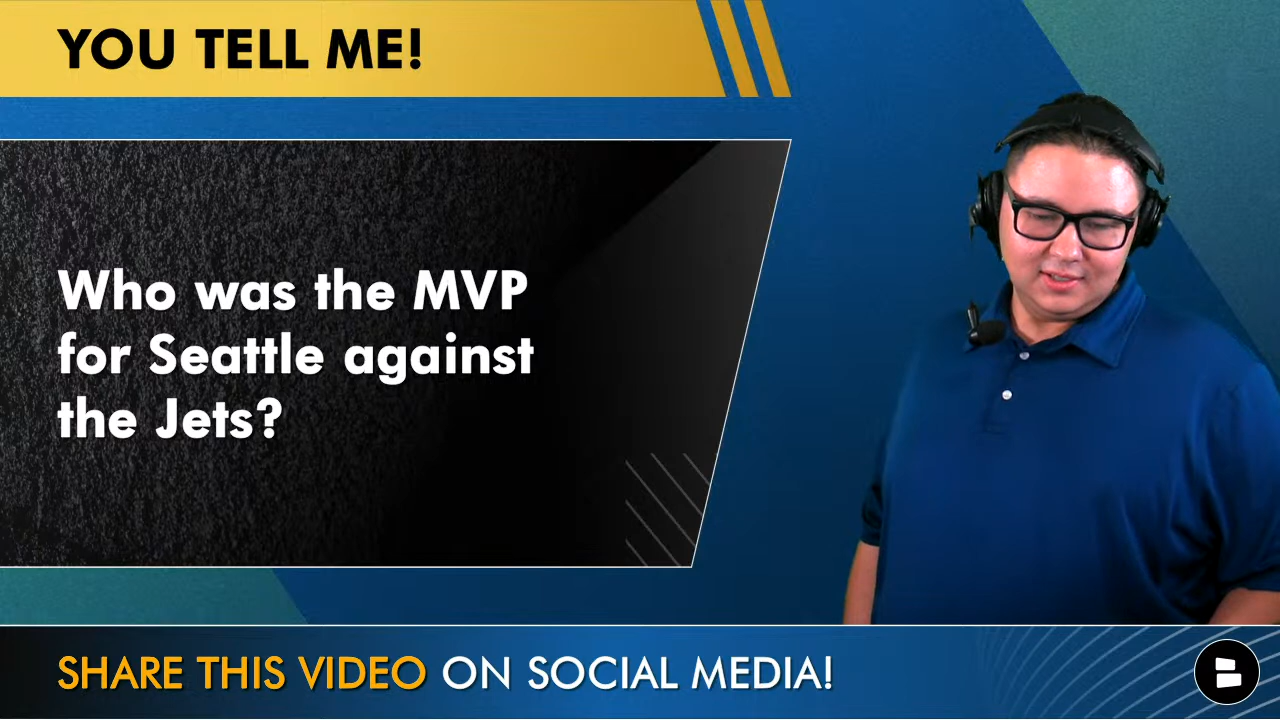 YOU TELL ME!
Who was the MVP
for Seattle against
the Jets?
SHARE THIS VIDEO ON SOCIAL MEDIA!